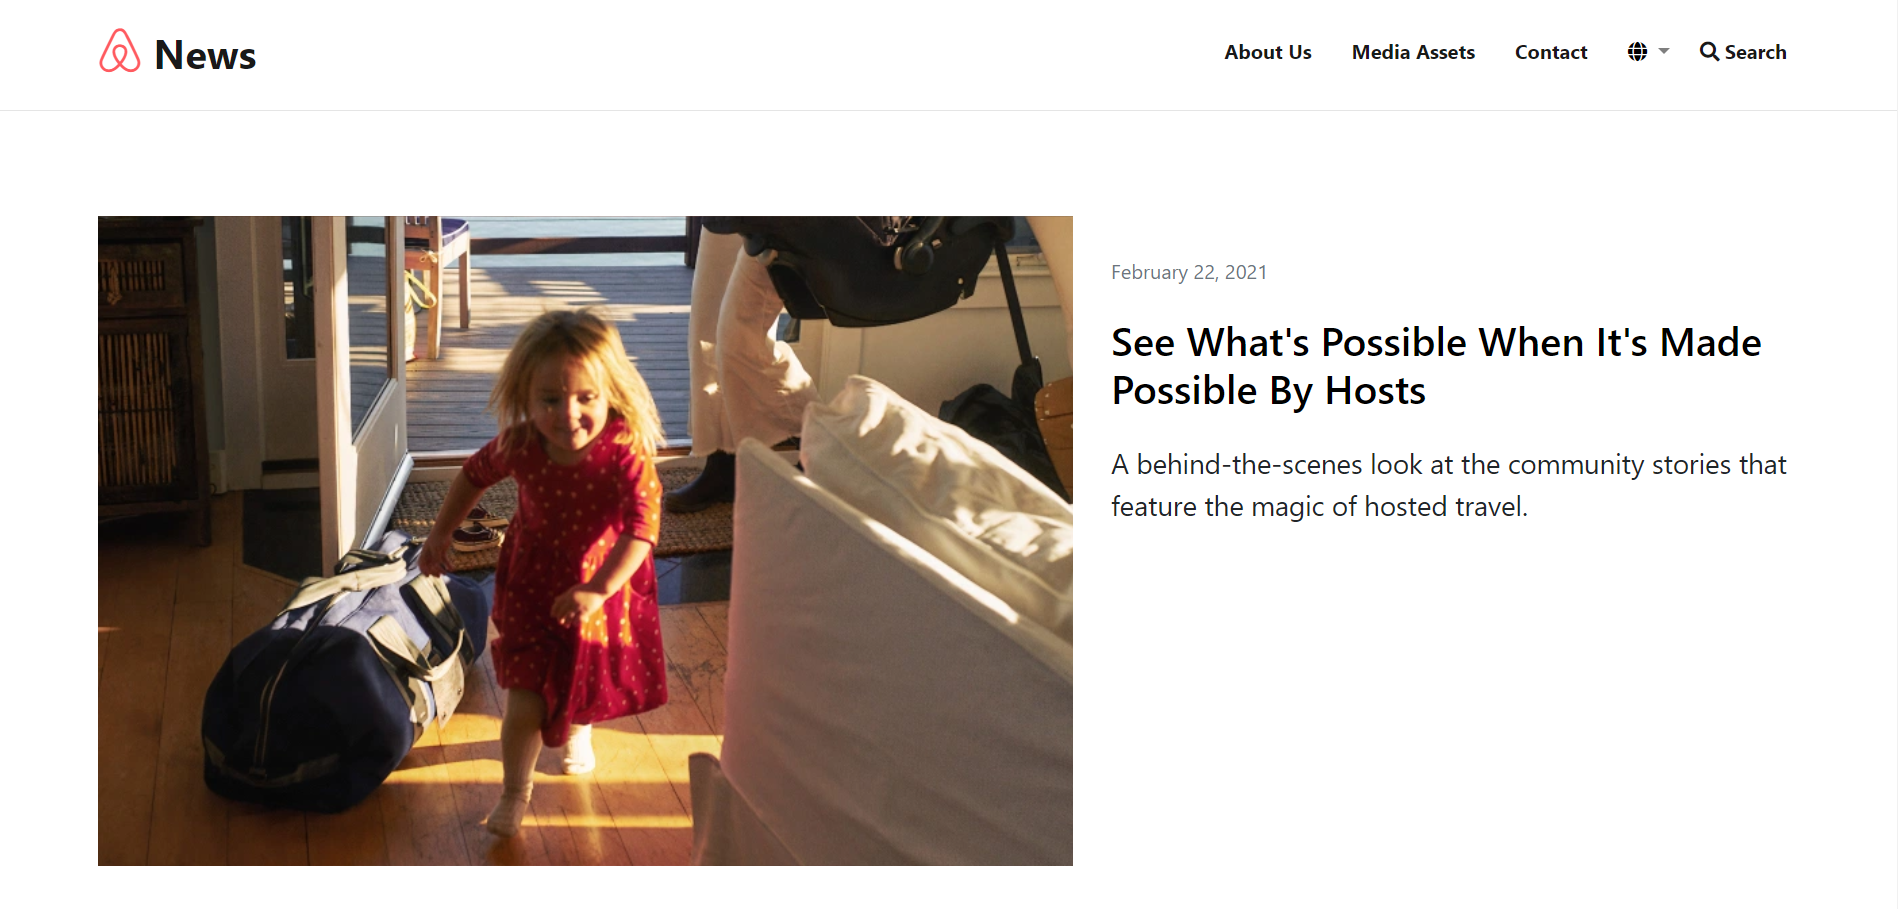 News
About Us
Media Assets
Contact
Search
February 22, 2021
See What's Possible When It's Made
Possible By Hosts
A behind-the-scenes look at the community stories that
feature the magic of hosted travel.